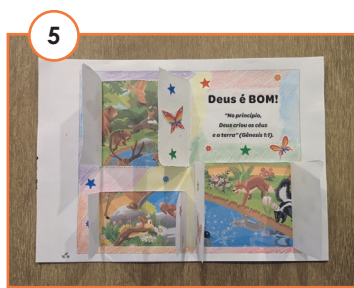 5
Deus é BOM!
"No princípio,
Deus criou os céus
e a terra" (Gênesis 1:1).